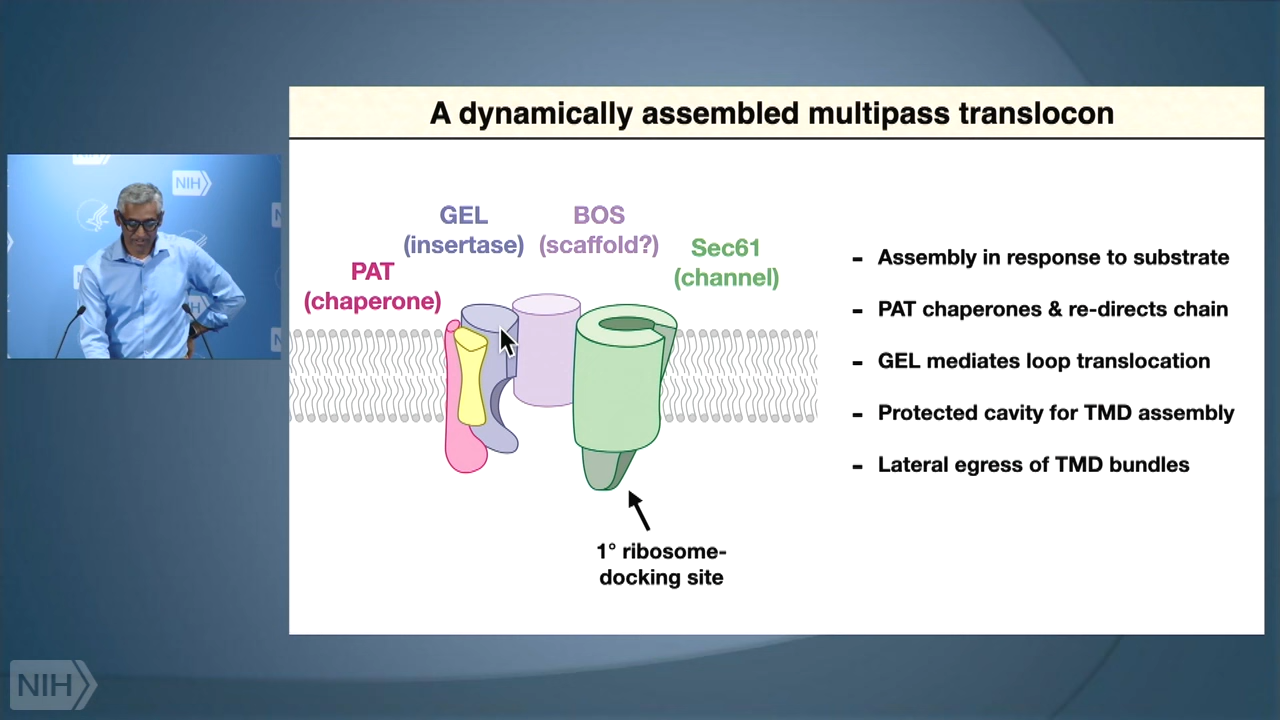 A dynamically assembled multipass translocon
NIH
GEL
(insertase)
BOS
(scaffold?)
Sec61
(channel)
PAT
(chaperone)
- Assembly in response to substrate
- PAT chaperones & re-directs chain
- GEL mediates loop translocation
- Protected cavity for TMD assembly
- Lateral egress of TMD bundles
1° ribosome-
docking site
NIH